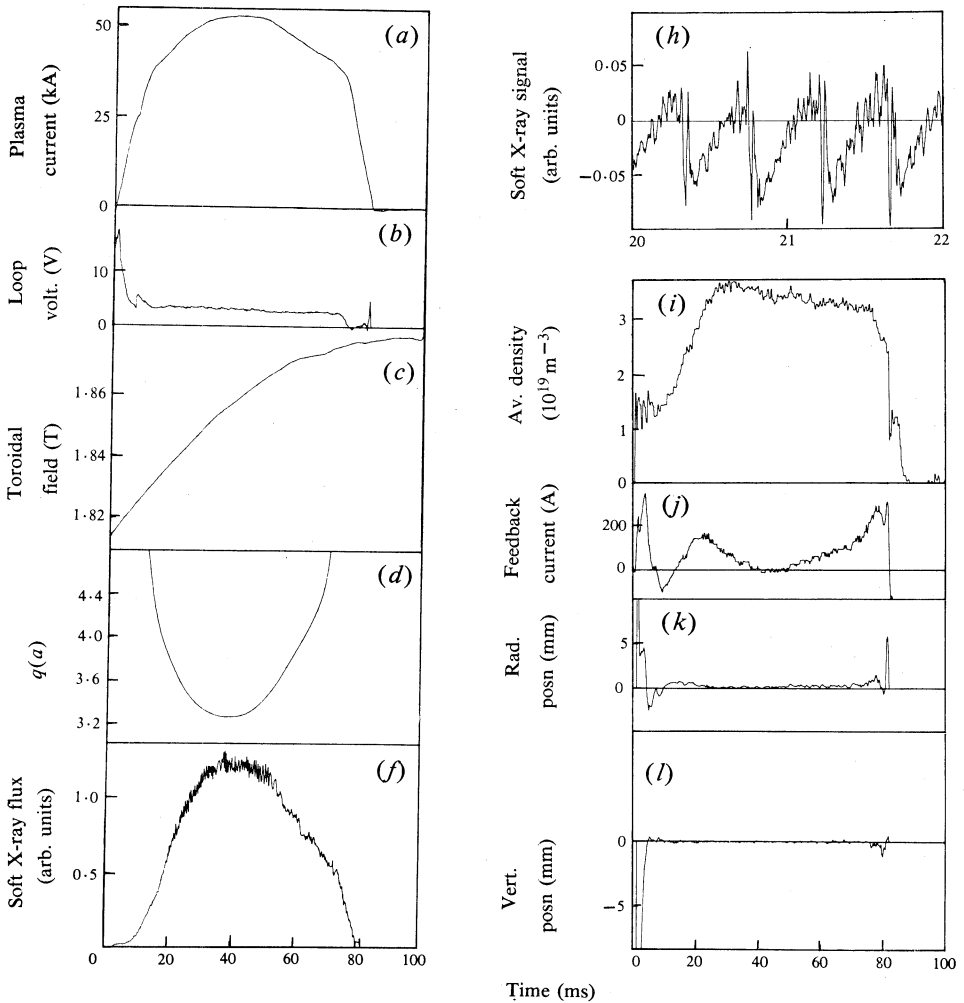 (a)
50
25
0
Plasma
current (kA)
(b)
10
0
Loop
volt. (V)
(c)
1·86
1·84
1·82
Toroidal
field (T)
(d)
4·4
4·0
3·6
3·2
q(a)
(f)
1·0
0·5
Soft X-ray flux
(arb. units)
0 20 40 60 80 100
(h)
0·05
0
−0·05
Soft X-ray signal
(arb. units)
20 21 22
(i)
3
2
1
0
Av. density
(10¹⁹ m⁻³)
(j)
200
0
Feedback
current (A)
(k)
5
0
Rad.
posn (mm)
(l)
0
−5
Vert.
posn (mm)
0 20 40 60 80 100
Time (ms)